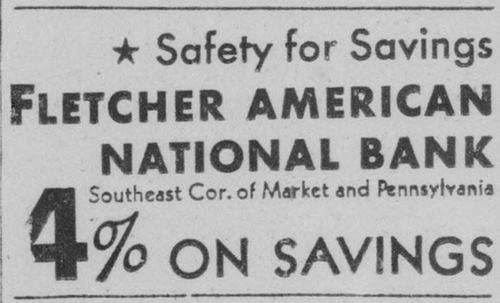 ★ Safety for Savings
FLETCHER AMERICAN
NATIONAL BANK
Southeast Cor. of Market and Pennsylvania
4% ON SAVINGS